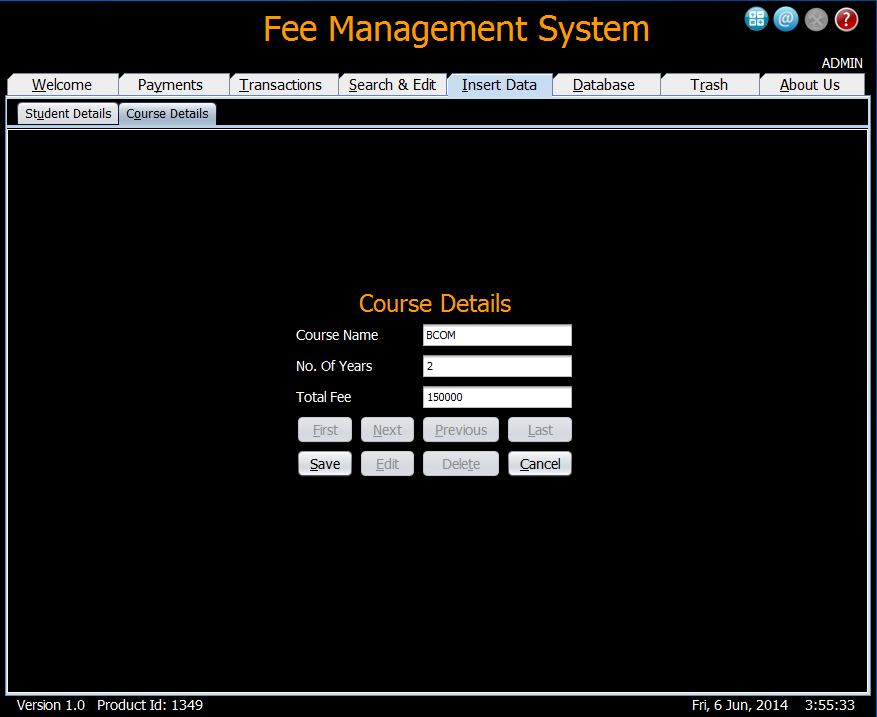 Fee Management System
@ ?
ADMIN
Welcome Payments Transactions Search & Edit Insert Data Database Trash About Us
Student Details Course Details
Course Details
Course Name BCOM
No. Of Years 2
Total Fee 150000
First Next Previous Last
Save Edit Delete Cancel
Version 1.0 Product Id: 1349 Fri, 6 Jun, 2014 3:55:33